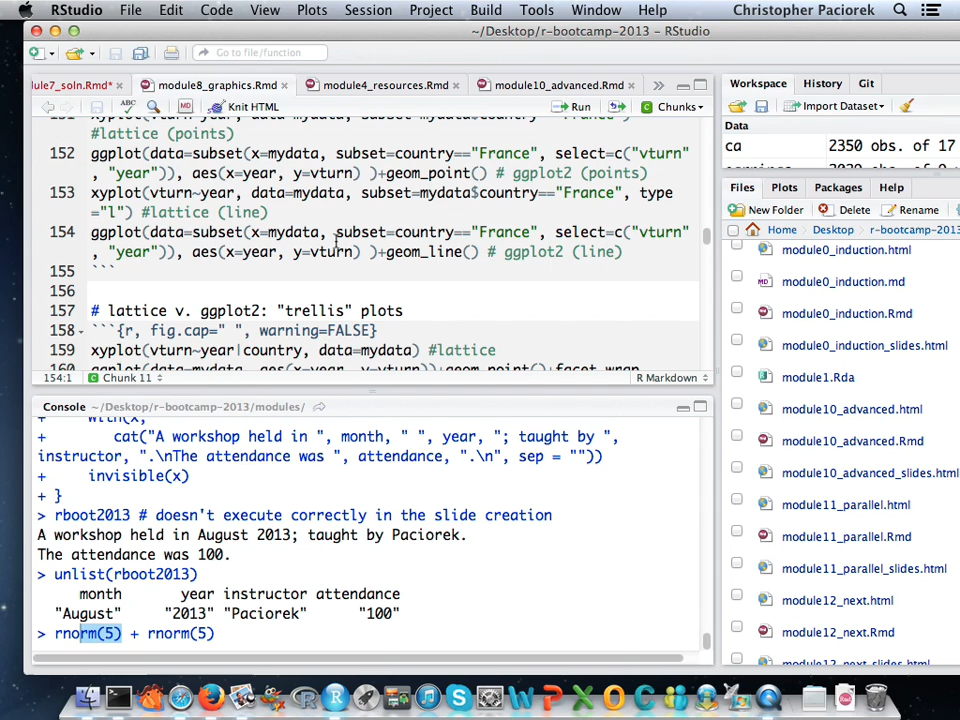 RStudio File Edit Code View Plots Session Project Build Tools Window Help Christopher Paciorek
~/Desktop/r-bootcamp-2013 - RStudio
Go to file/function
ule7_soln.Rmd* × module8_graphics.Rmd × module4_resources.Rmd × module10_advanced.Rmd × »
ABC MD Knit HTML Run Chunks
#lattice (points)
152 ggplot(data=subset(x=mydata, subset=country=="France", select=c("vturn"
, "year")), aes(x=year, y=vturn) )+geom_point() # ggplot2 (points)
153 xyplot(vturn~year, data=mydata, subset=mydata$country=="France", type
="l") #lattice (line)
154 ggplot(data=subset(x=mydata, subset=country=="France", select=c("vturn"
, "year")), aes(x=year, y=vturn) )+geom_line() # ggplot2 (line)
155 ```
156
157 # lattice v. ggplot2: "trellis" plots
158 ```{r, fig.cap=" ", warning=FALSE}
159 xyplot(vturn~year|country, data=mydata) #lattice
154:1 Chunk 11 R Markdown
Console ~/Desktop/r-bootcamp-2013/modules/
+ with(x,
+ cat("A workshop held in ", month, " ", year, "; taught by ",
instructor, ".\nThe attendance was ", attendance, ".\n", sep = ""))
+ invisible(x)
+ }
> rboot2013 # doesn't execute correctly in the slide creation
A workshop held in August 2013; taught by Paciorek.
The attendance was 100.
> unlist(rboot2013)
month year instructor attendance
"August" "2013" "Paciorek" "100"
> rnorm(5) + rnorm(5)
Workspace History Git
Import Dataset
Data
ca 2350 obs. of 17
Files Plots Packages Help
New Folder Delete Rename
Home Desktop r-bootcamp-2013
module0_induction.html
module0_induction.md
module0_induction.Rmd
module0_induction_slides.html
module1.Rda
module10_advanced.html
module10_advanced.Rmd
module10_advanced_slides.html
module11_parallel.html
module11_parallel.Rmd
module11_parallel_slides.html
module12_next.html
module12_next.Rmd
module12_next_slides.html